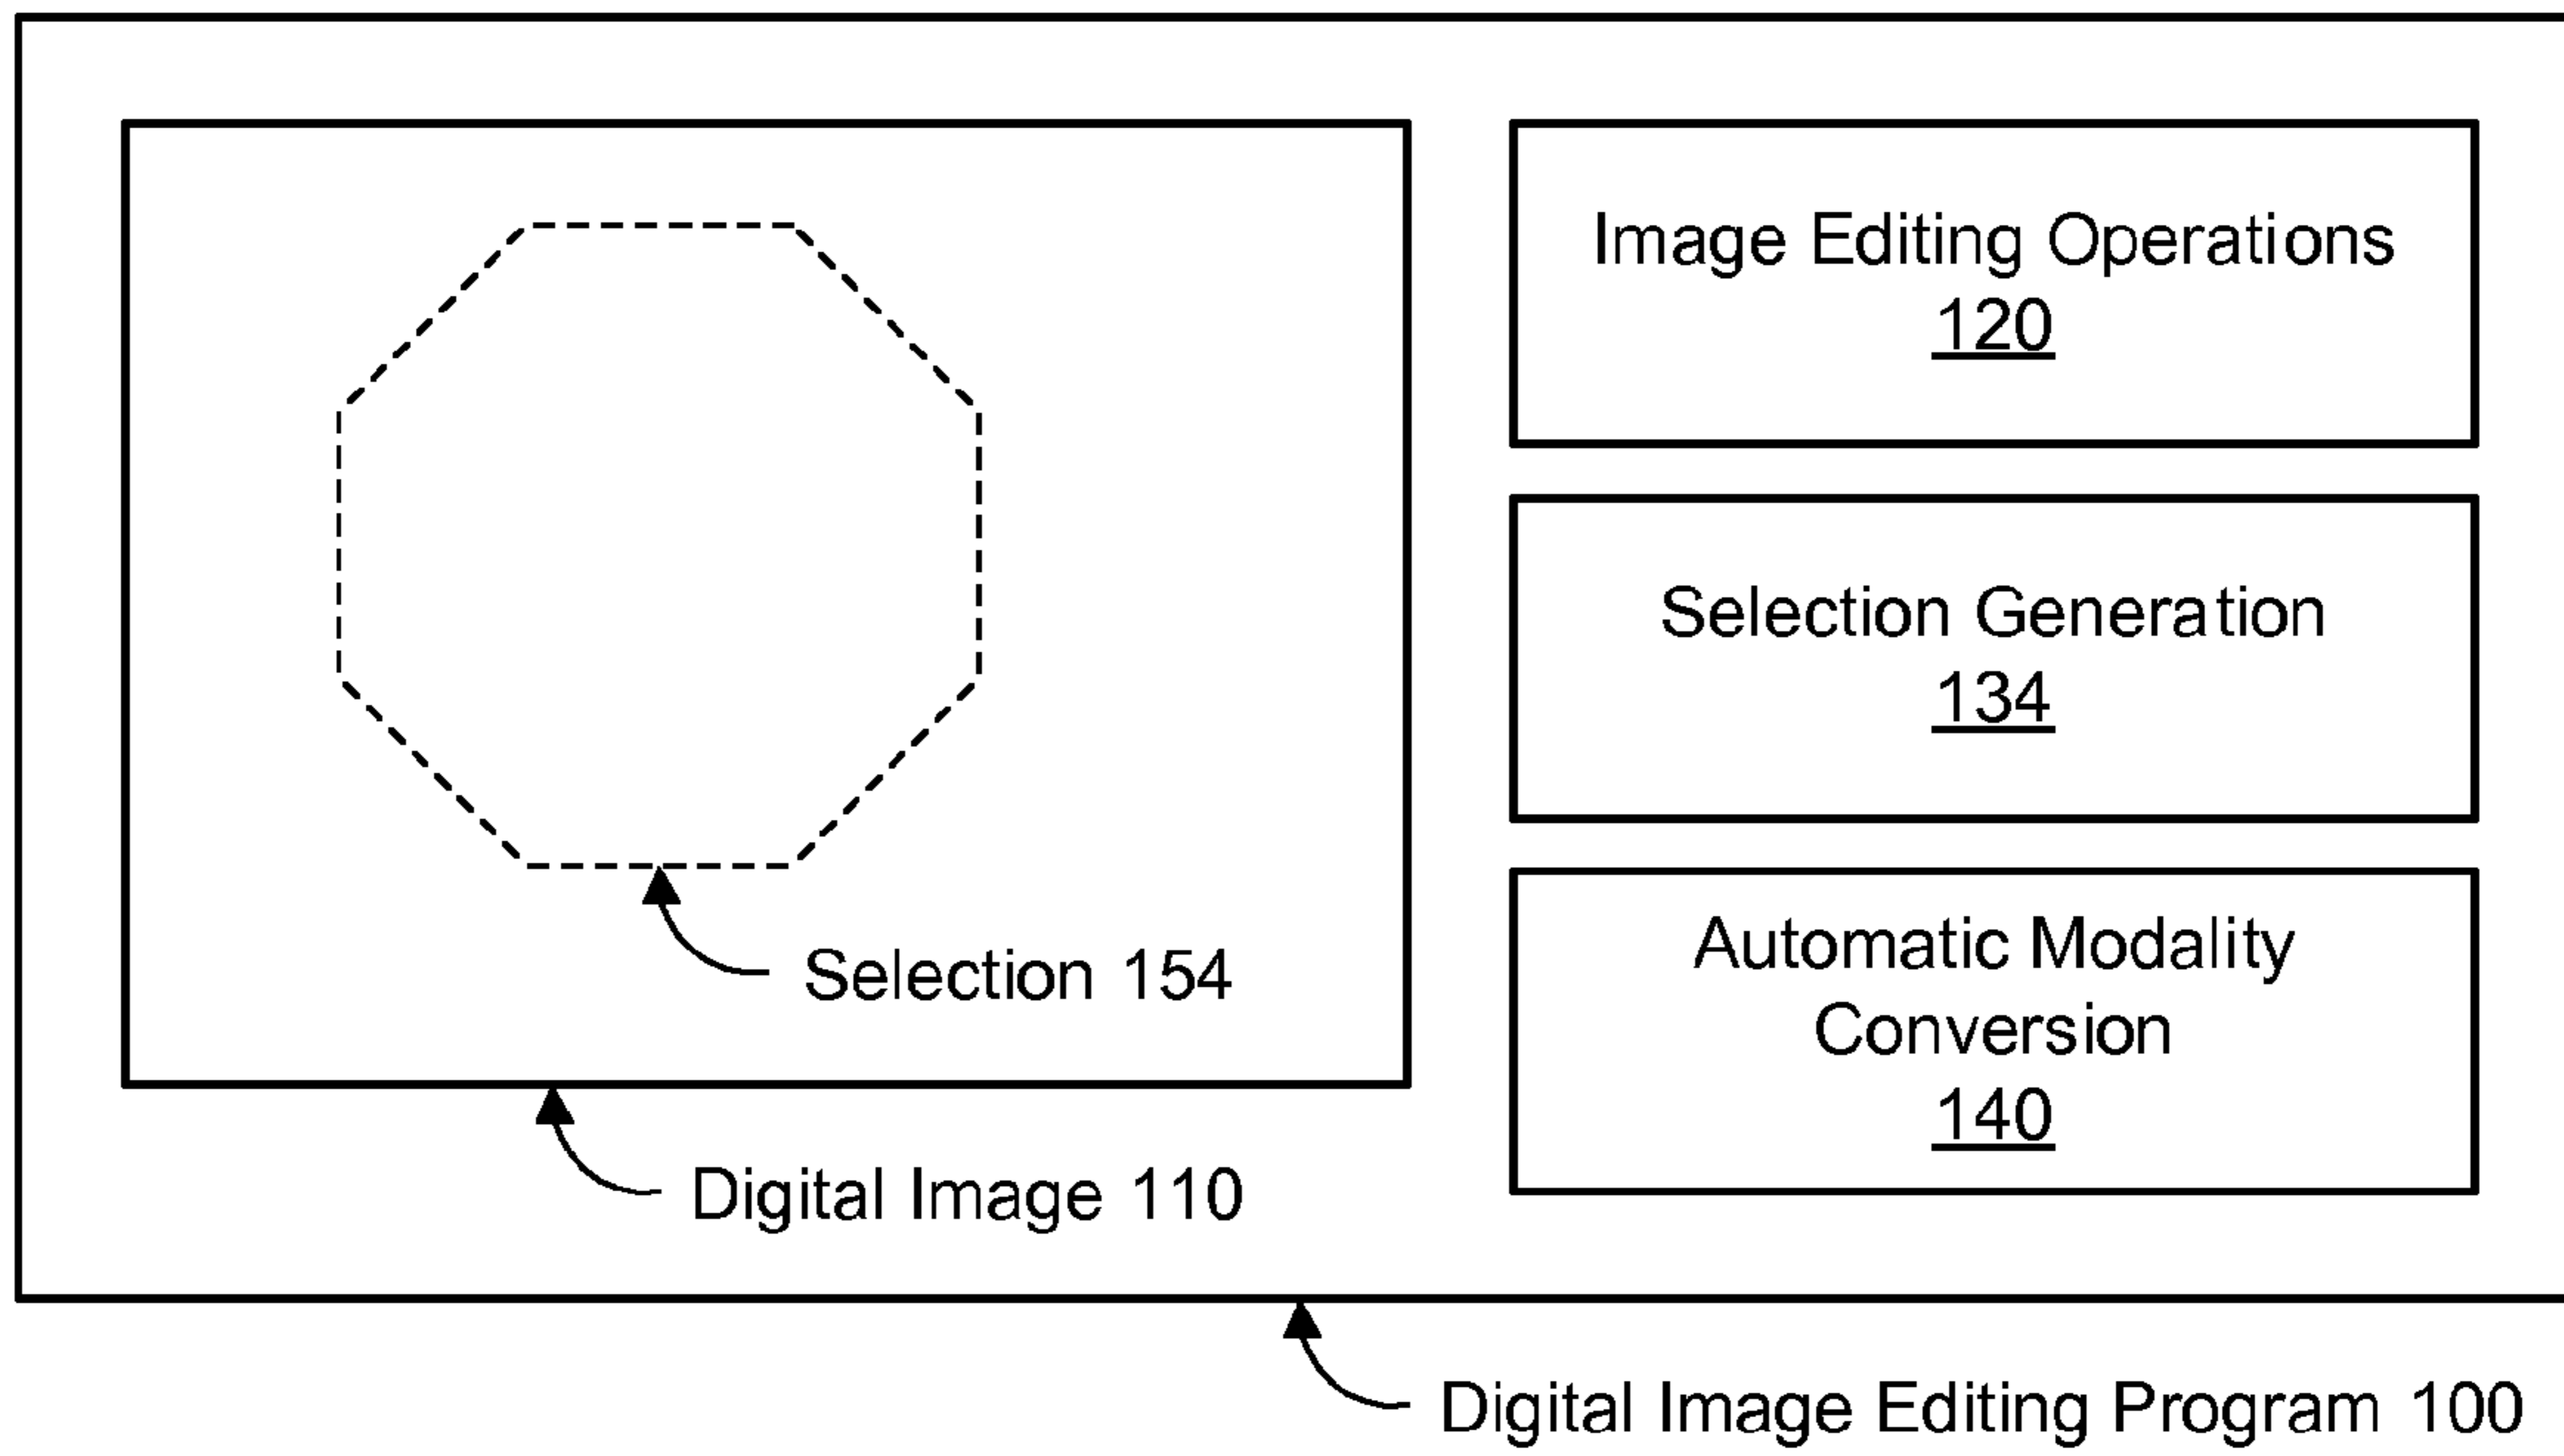 Image Editing Operations
120
Selection Generation
134
Automatic Modality
Conversion
140
Selection 154
Digital Image 110
Digital Image Editing Program 100